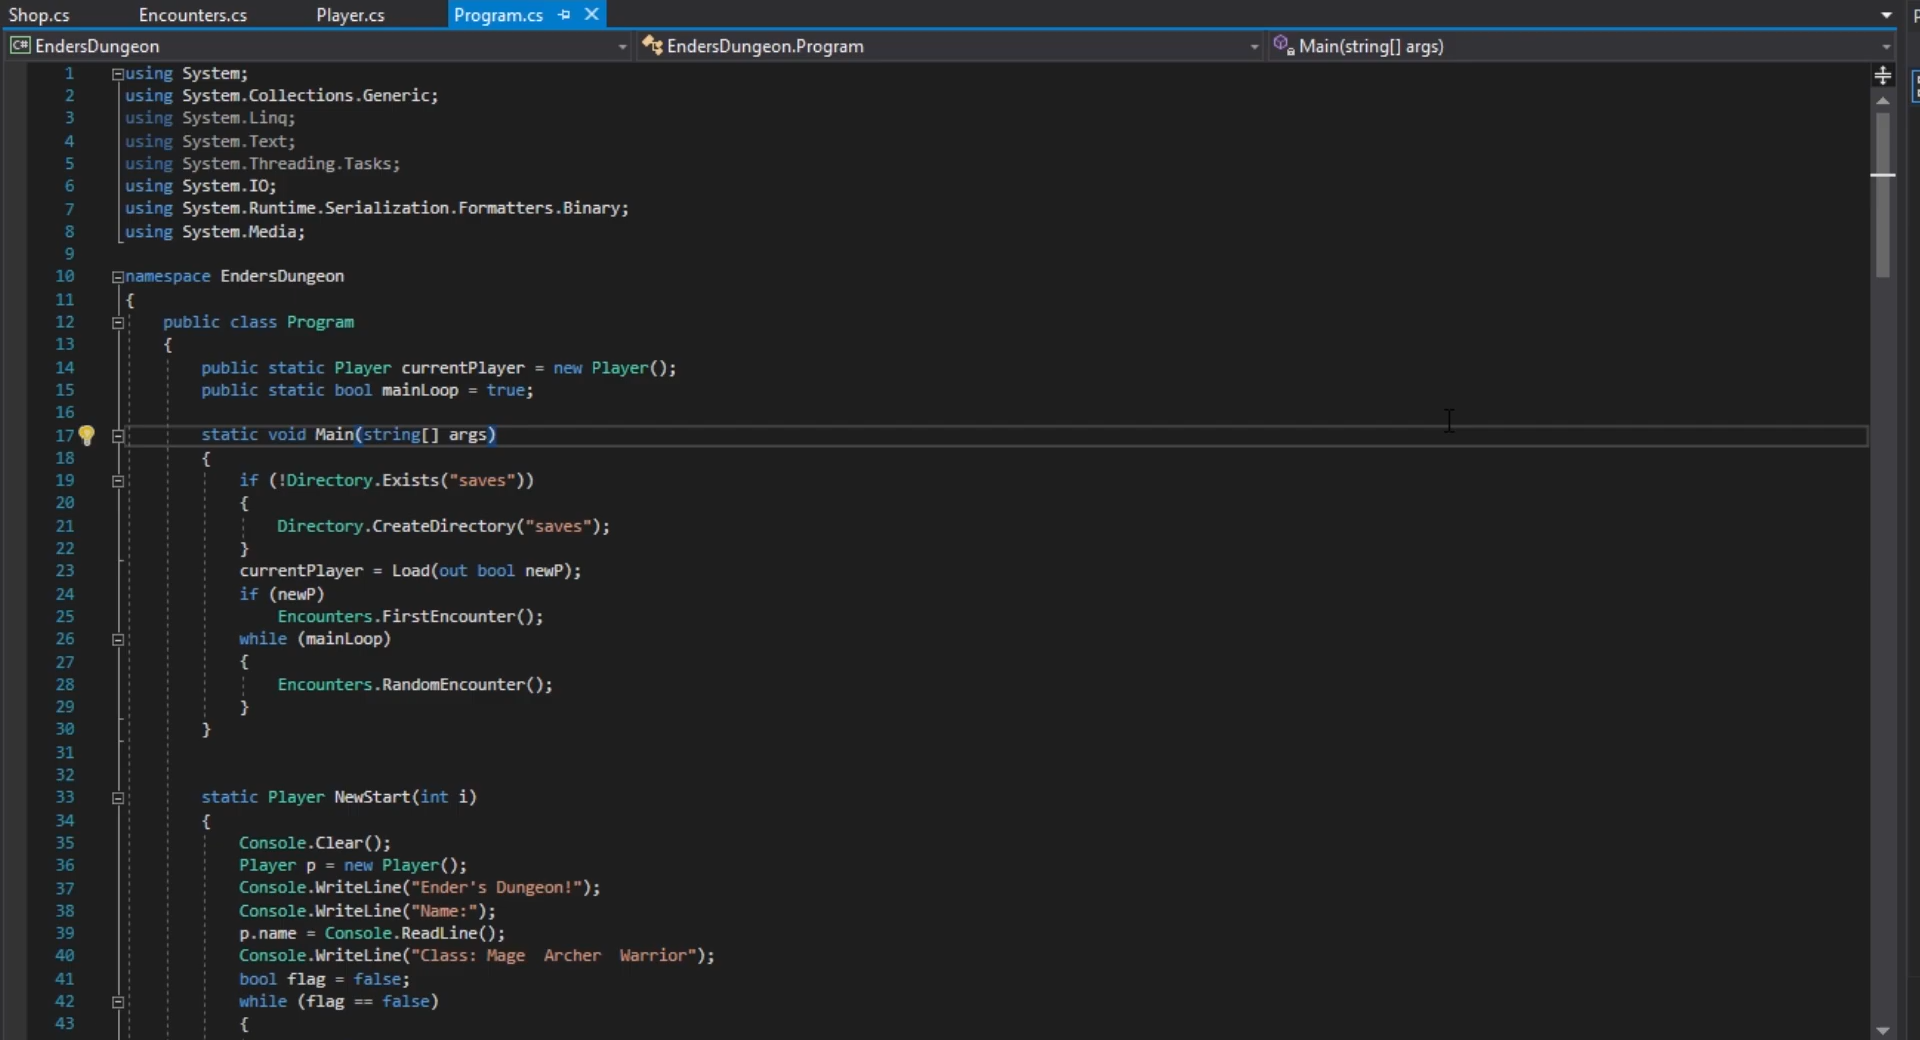 Shop.cs Encounters.cs Player.cs Program.cs
C# EndersDungeon EndersDungeon.Program Main(string[] args)
1 using System;
2 using System.Collections.Generic;
3 using System.Linq;
4 using System.Text;
5 using System.Threading.Tasks;
6 using System.IO;
7 using System.Runtime.Serialization.Formatters.Binary;
8 using System.Media;
9
10 namespace EndersDungeon
11 {
12 public class Program
13 {
14 public static Player currentPlayer = new Player();
15 public static bool mainLoop = true;
16
17 static void Main(string[] args)
18 {
19 if (!Directory.Exists("saves"))
20 {
21 Directory.CreateDirectory("saves");
22 }
23 currentPlayer = Load(out bool newP);
24 if (newP)
25 Encounters.FirstEncounter();
26 while (mainLoop)
27 {
28 Encounters.RandomEncounter();
29 }
30 }
31
32
33 static Player NewStart(int i)
34 {
35 Console.Clear();
36 Player p = new Player();
37 Console.WriteLine("Ender's Dungeon!");
38 Console.WriteLine("Name:");
39 p.name = Console.ReadLine();
40 Console.WriteLine("Class: Mage  Archer  Warrior");
41 bool flag = false;
42 while (flag == false)
43 {